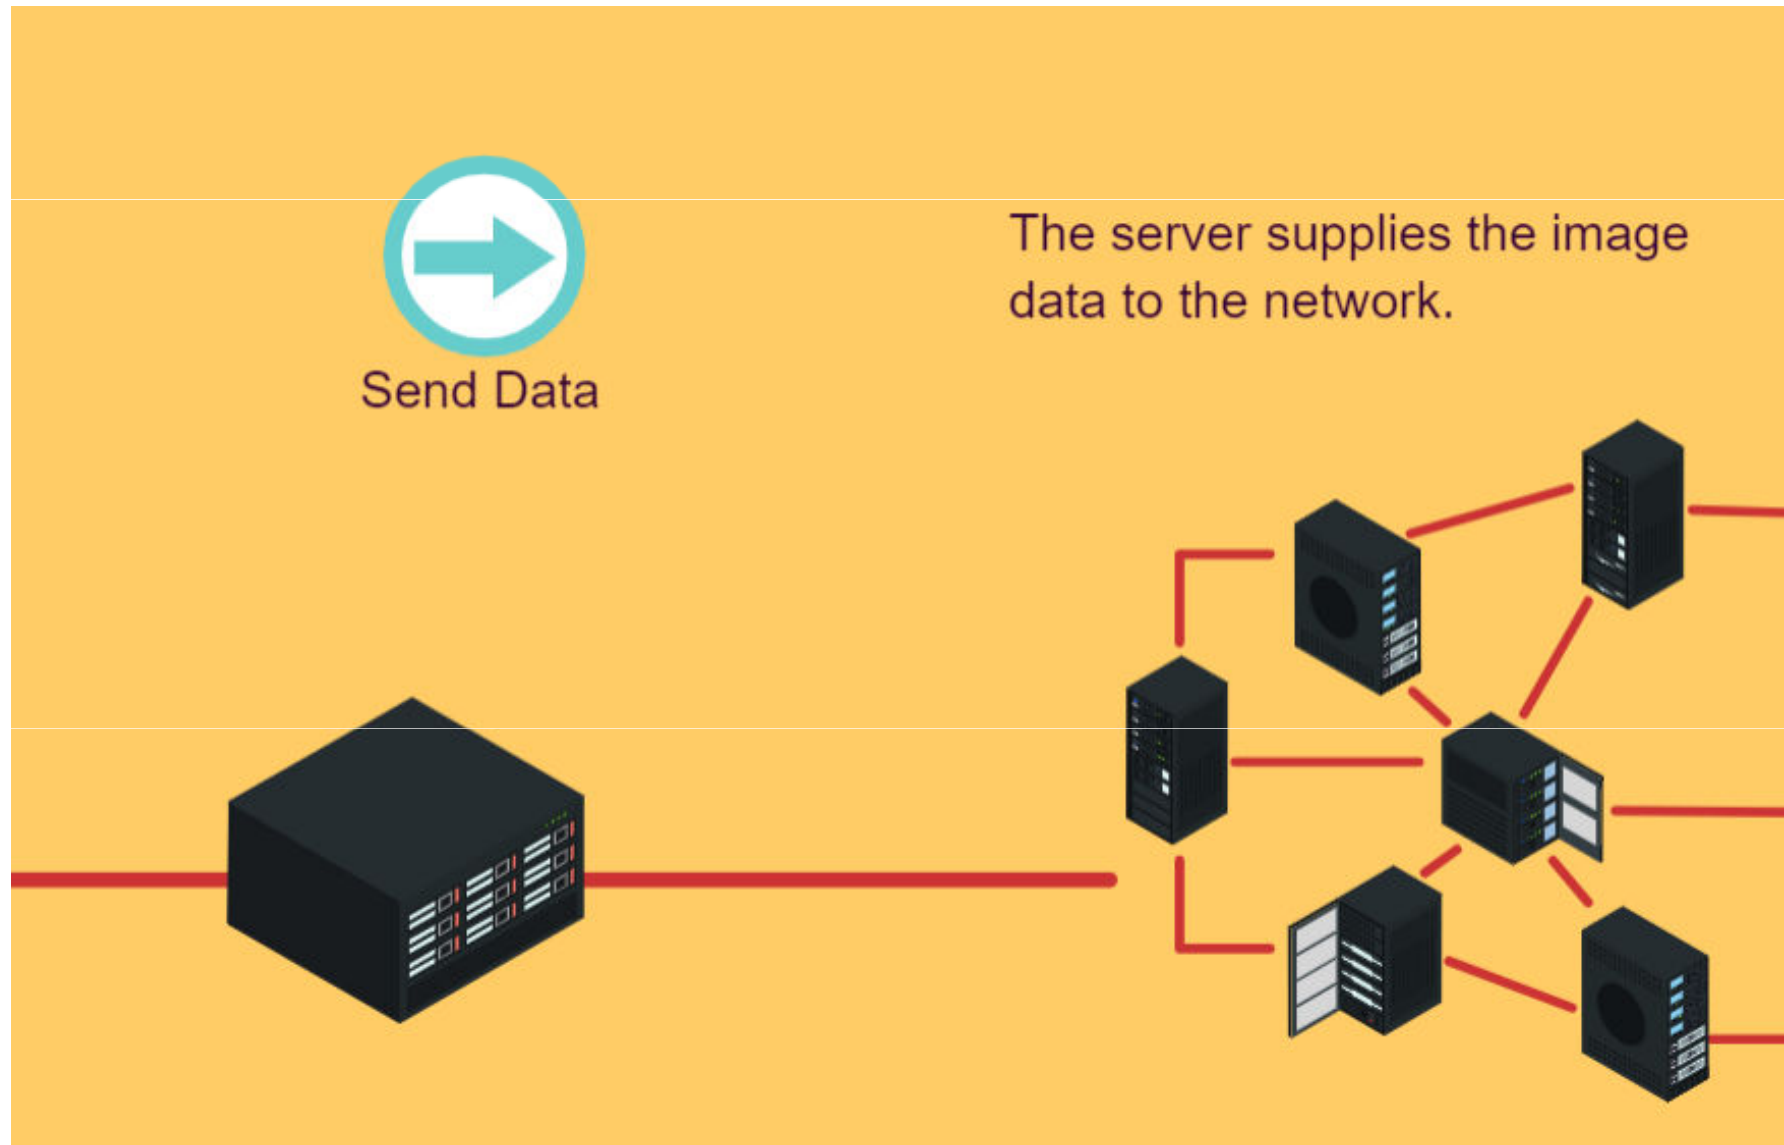 The server supplies the image
data to the network.
Send Data